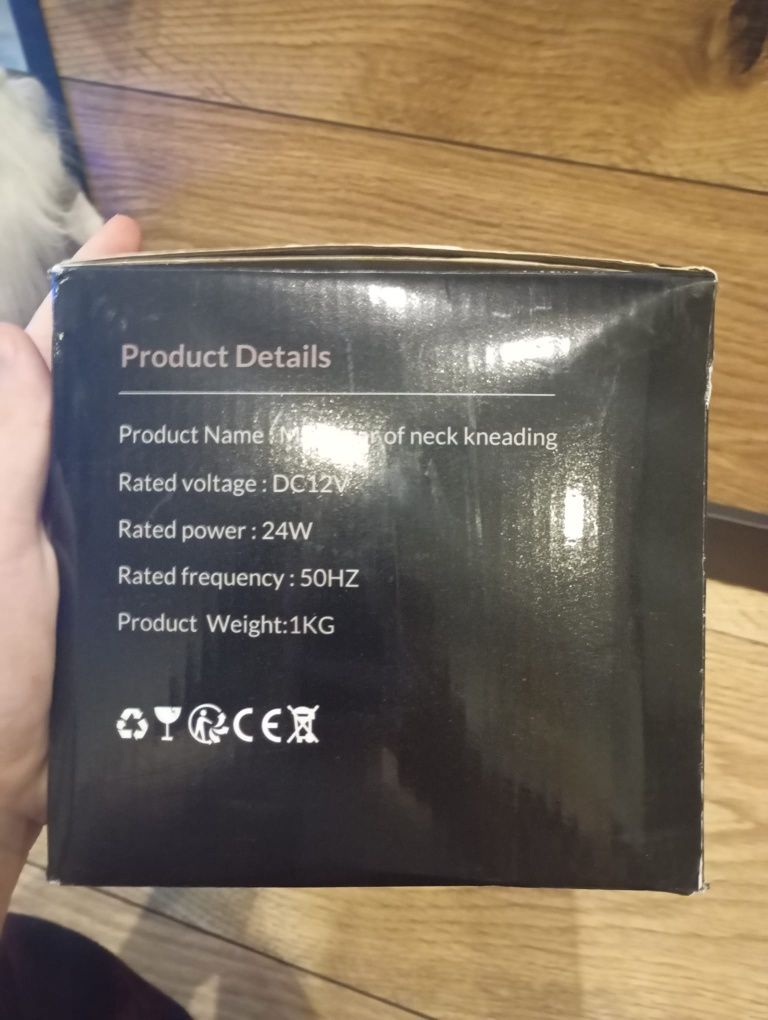 Product Details
Product Name : of neck kneading
Rated voltage : DC12V
Rated power : 24W
Rated frequency : 50HZ
Product Weight:1KG
CE